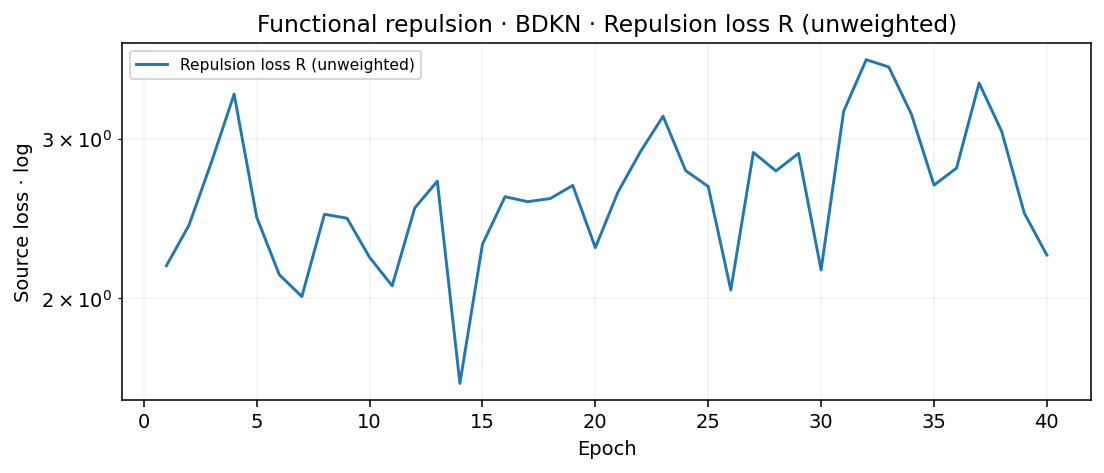 Functional repulsion · BDKN · Repulsion loss R (unweighted)
Repulsion loss R (unweighted)
Source loss · log
3 × 10⁰
2 × 10⁰
0 5 10 15 20 25 30 35 40
Epoch